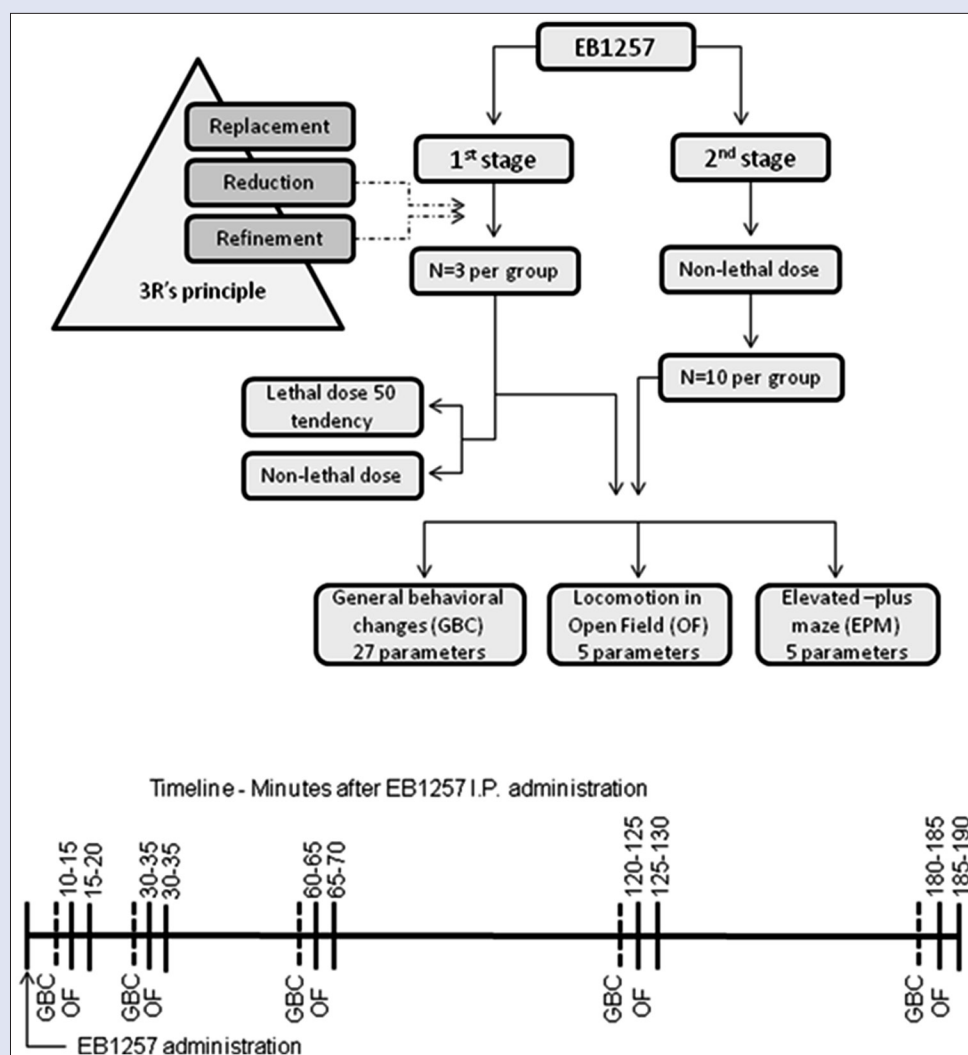 EB1257
Replacement
Reduction
Refinement
3R's principle
1st stage
2nd stage
N=3 per group
Non-lethal dose
N=10 per group
Lethal dose 50
tendency
Non-lethal dose
General behavioral
changes (GBC)
27 parameters
Locomotion in
Open Field (OF)
5 parameters
Elevated –plus
maze (EPM)
5 parameters
Timeline - Minutes after EB1257 I.P. administration
10-15
15-20
30-35
30-35
60-65
65-70
120-125
125-130
180-185
185-190
GBC
OF
GBC
OF
GBC
OF
GBC
OF
GBC
OF
EB1257 administration